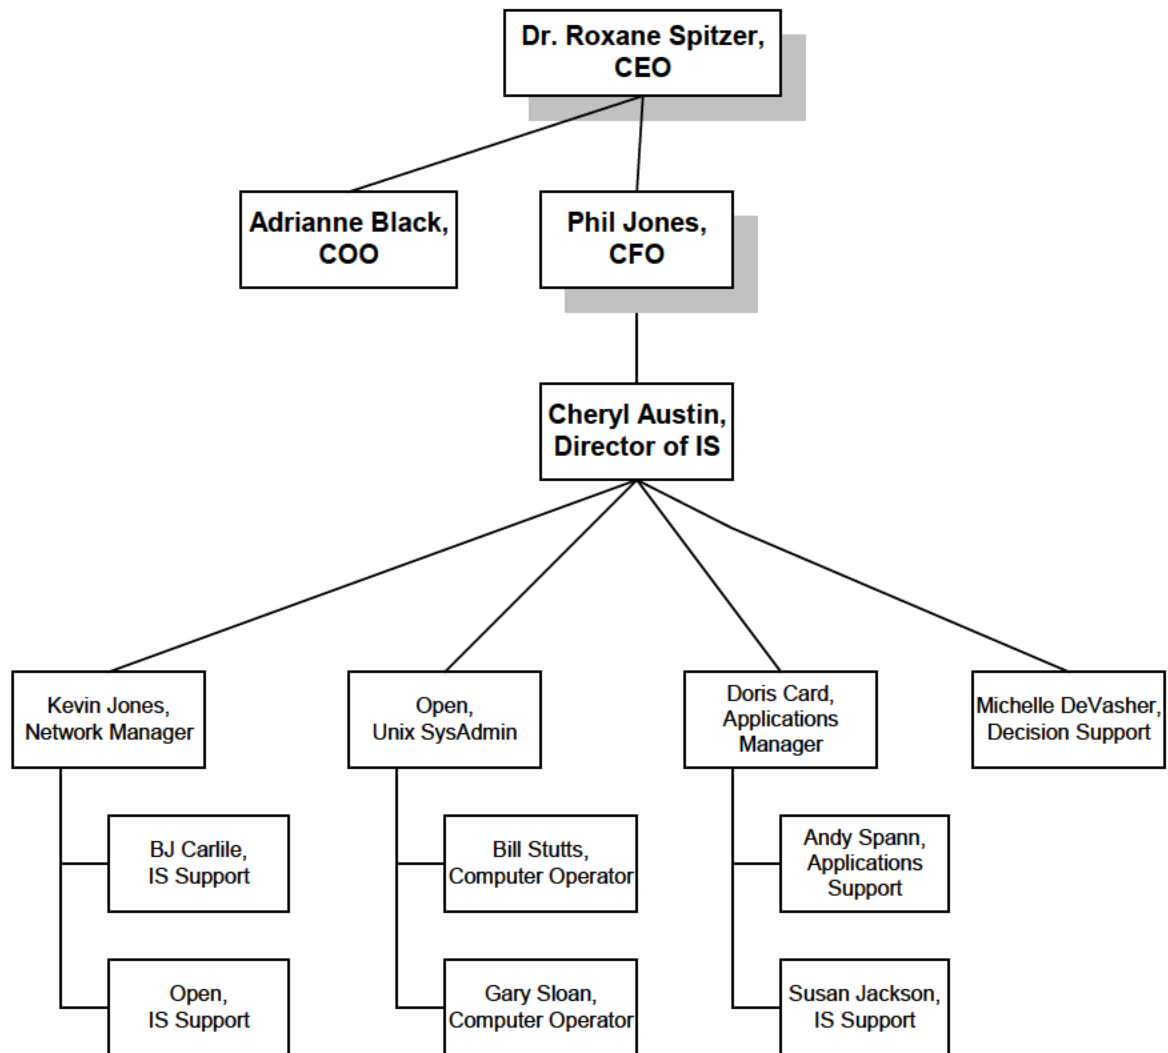 Dr. Roxane Spitzer,
CEO
Adrianne Black,
COO
Phil Jones,
CFO
Cheryl Austin,
Director of IS
Kevin Jones,
Network Manager
Open,
Unix SysAdmin
Doris Card,
Applications
Manager
Michelle DeVasher,
Decision Support
BJ Carlile,
IS Support
Bill Stutts,
Computer Operator
Andy Spann,
Applications
Support
Open,
IS Support
Gary Sloan,
Computer Operator
Susan Jackson,
IS Support